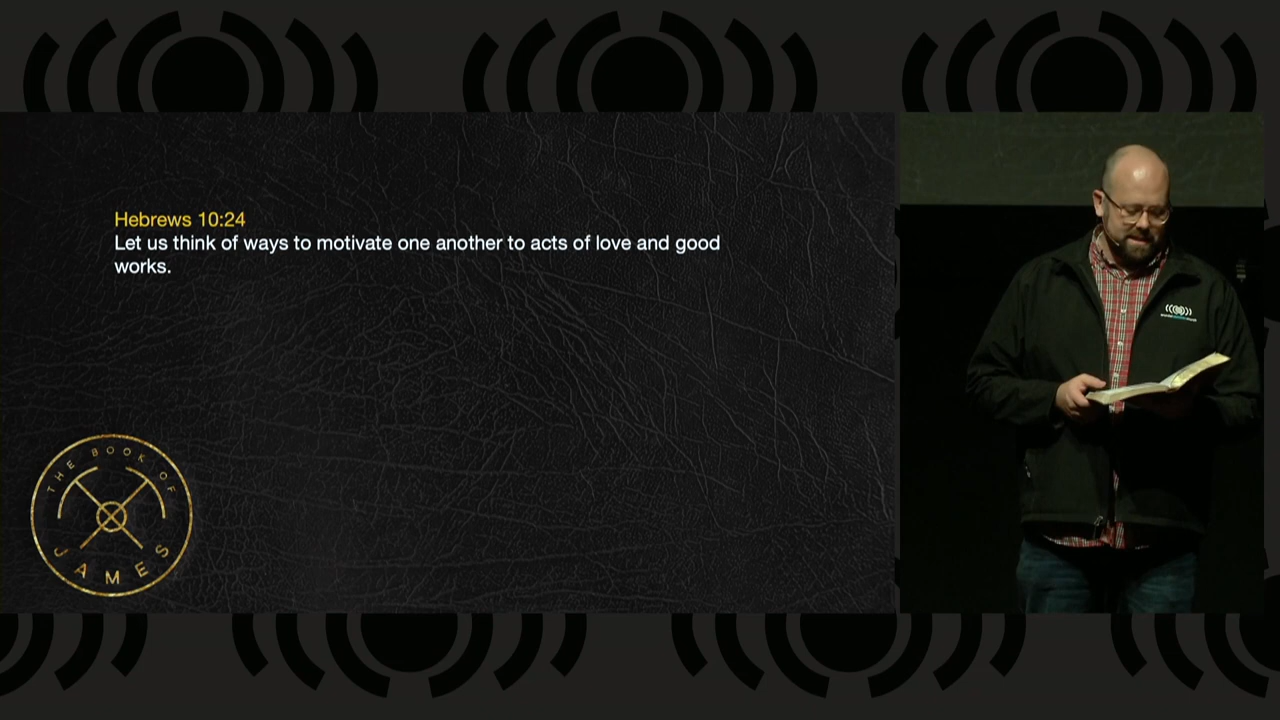 Hebrews 10:24
Let us think of ways to motivate one another to acts of love and good
works.
THE BOOK OF
JAMES